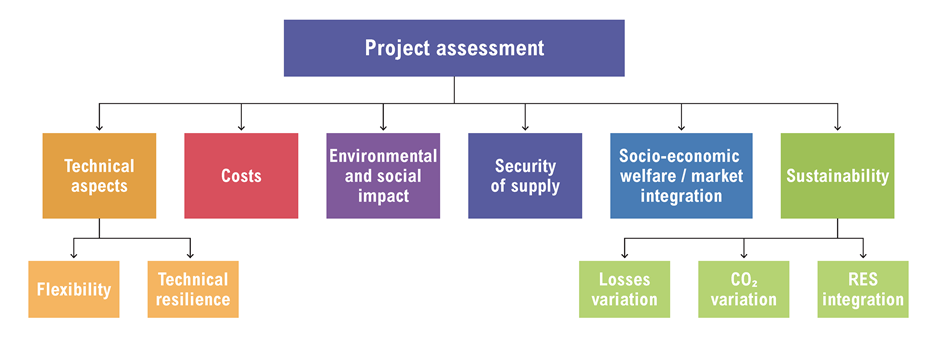 Project assessment
Technical
aspects
Costs
Environmental
and social
impact
Security
of supply
Socio-economic
welfare / market
integration
Sustainability
Flexibility
Technical
resilience
Losses
variation
CO₂
variation
RES
integration